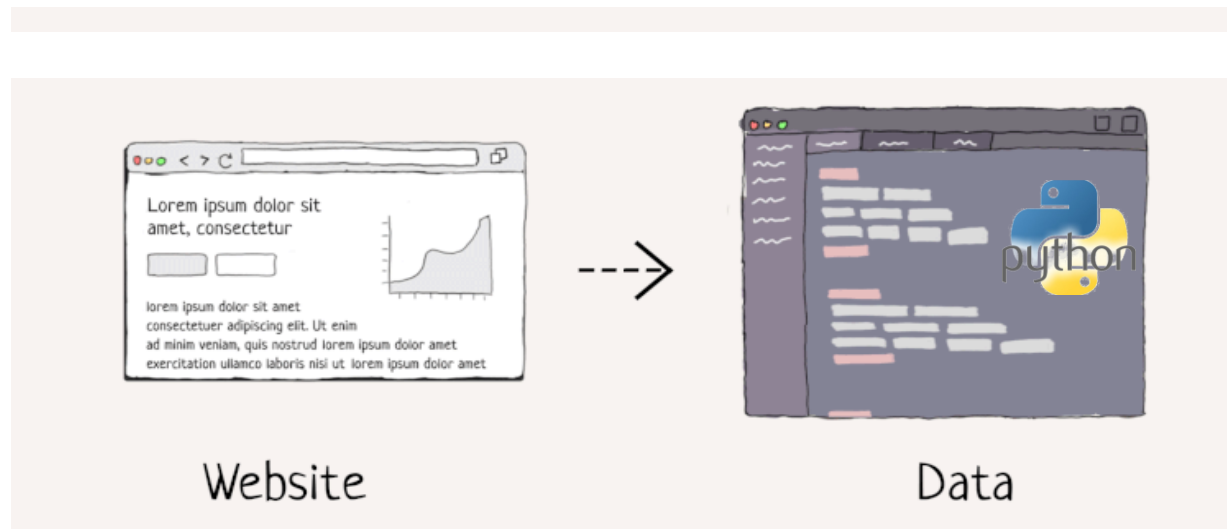 Lorem ipsum dolor sit
amet, consectetur
lorem ipsum dolor sit amet
consectetuer adipiscing elit. Ut enim
ad minim veniam, quis nostrud lorem ipsum dolor amet
exercitation ullamco laboris nisi ut lorem ipsum dolor amet
python
Website
Data